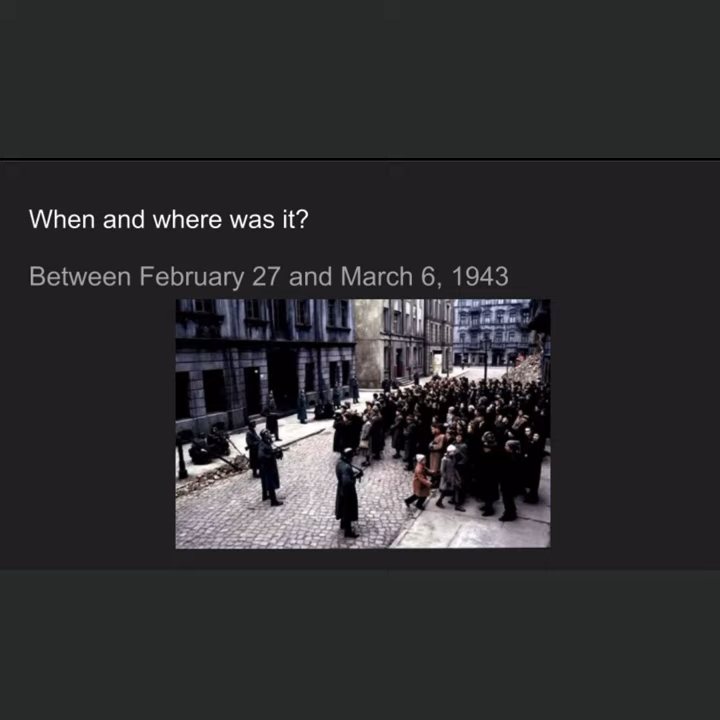 When and where was it?
Between February 27 and March 6, 1943